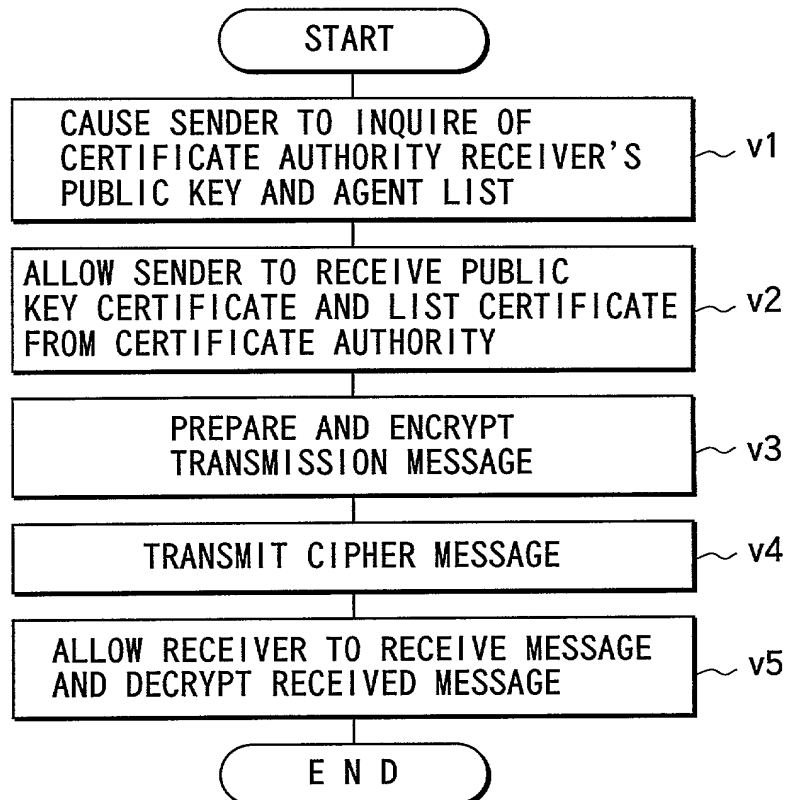 START
CAUSE SENDER TO INQUIRE OF
CERTIFICATE AUTHORITY RECEIVER'S
PUBLIC KEY AND AGENT LIST
v1
ALLOW SENDER TO RECEIVE PUBLIC
KEY CERTIFICATE AND LIST CERTIFICATE
FROM CERTIFICATE AUTHORITY
v2
PREPARE AND ENCRYPT
TRANSMISSION MESSAGE
v3
TRANSMIT CIPHER MESSAGE
v4
ALLOW RECEIVER TO RECEIVE MESSAGE
AND DECRYPT RECEIVED MESSAGE
v5
END